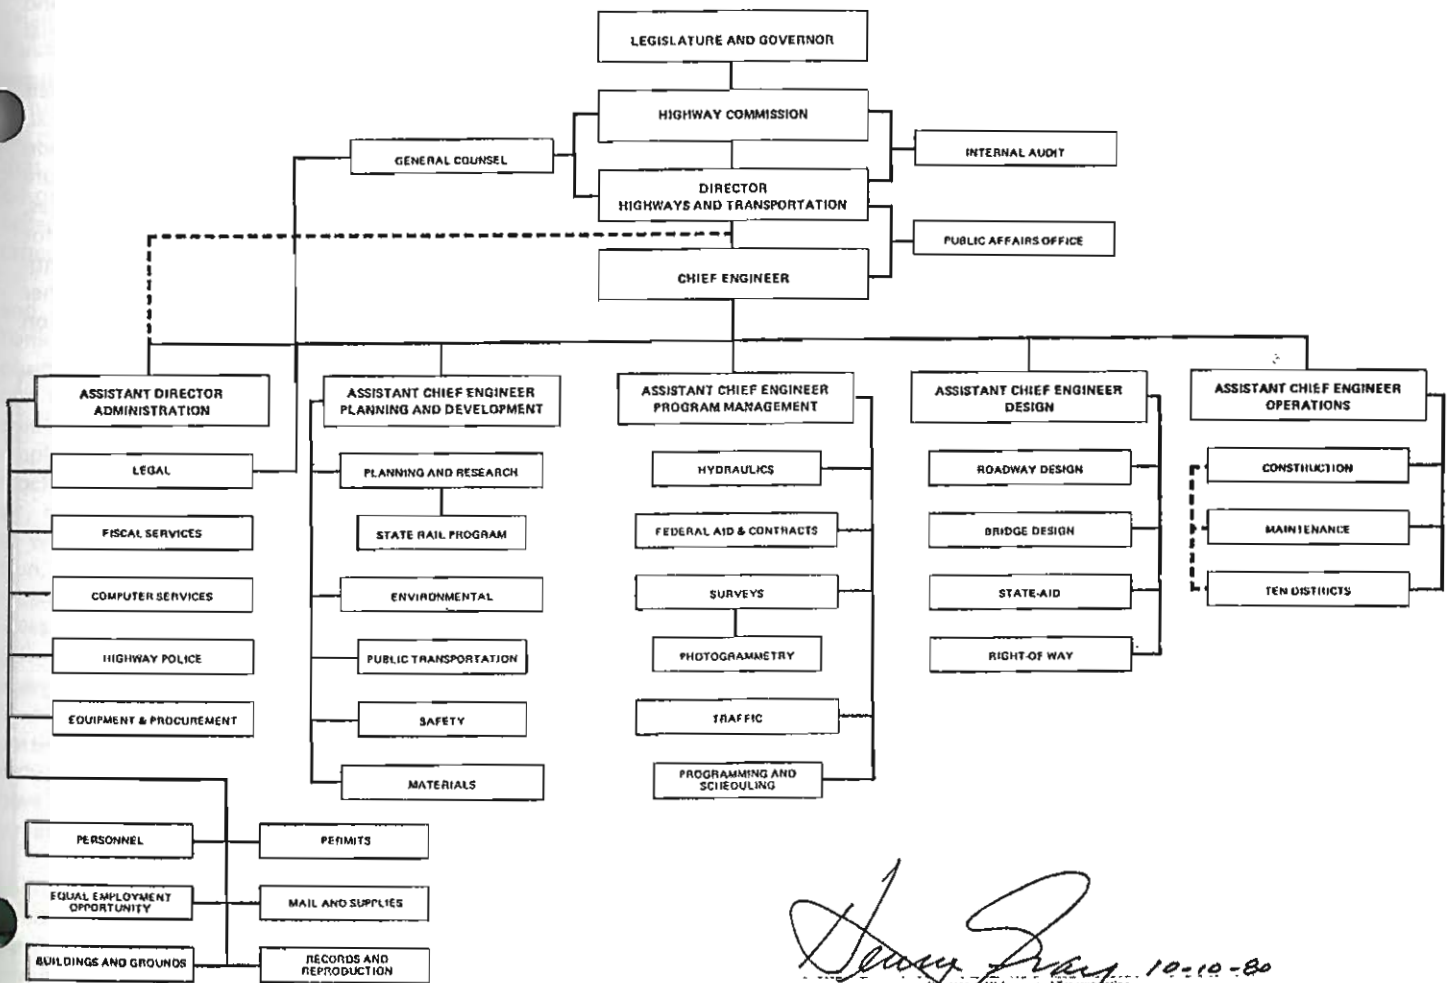 LEGISLATURE AND GOVERNOR
HIGHWAY COMMISSION
GENERAL COUNSEL
INTERNAL AUDIT
DIRECTOR
HIGHWAYS AND TRANSPORTATION
PUBLIC AFFAIRS OFFICE
CHIEF ENGINEER
ASSISTANT DIRECTOR
ADMINISTRATION
LEGAL
FISCAL SERVICES
COMPUTER SERVICES
HIGHWAY POLICE
EQUIPMENT & PROCUREMENT
PERSONNEL
PERMITS
EQUAL EMPLOYMENT
OPPORTUNITY
MAIL AND SUPPLIES
BUILDINGS AND GROUNDS
RECORDS AND
REPRODUCTION
ASSISTANT CHIEF ENGINEER
PLANNING AND DEVELOPMENT
PLANNING AND RESEARCH
STATE RAIL PROGRAM
ENVIRONMENTAL
PUBLIC TRANSPORTATION
SAFETY
MATERIALS
ASSISTANT CHIEF ENGINEER
PROGRAM MANAGEMENT
HYDRAULICS
FEDERAL AID & CONTRACTS
SURVEYS
PHOTOGRAMMETRY
TRAFFIC
PROGRAMMING AND
SCHEDULING
ASSISTANT CHIEF ENGINEER
DESIGN
ROADWAY DESIGN
BRIDGE DESIGN
STATE-AID
RIGHT-OF WAY
ASSISTANT CHIEF ENGINEER
OPERATIONS
CONSTRUCTION
MAINTENANCE
TEN DISTRICTS
Henry Gray 10-10-80